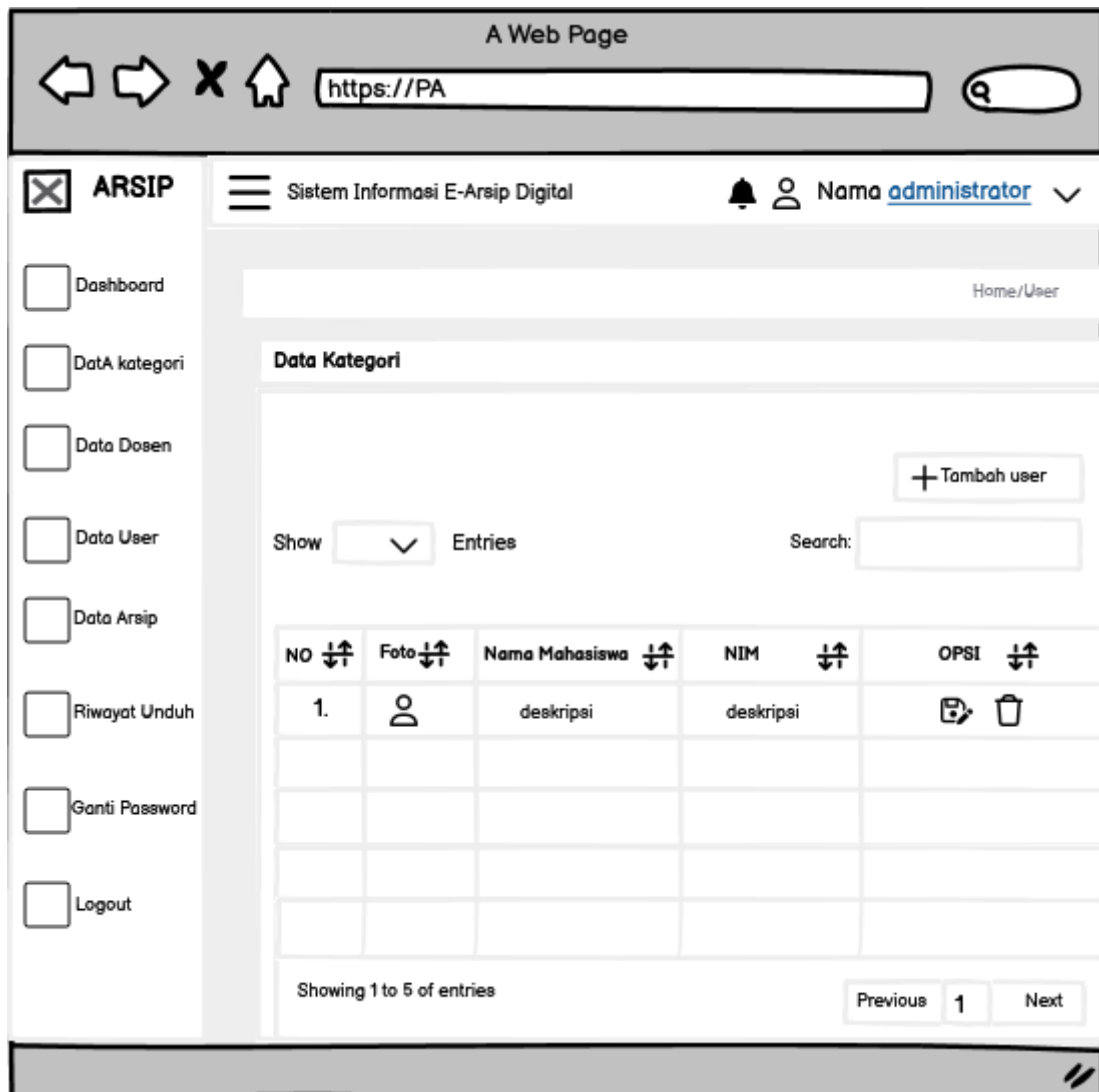 A Web Page
https://PA
ARSIP
Sistem Informasi E-Arsip Digital
Nama administrator
Dashboard
DatA kategori
Data Dosen
Data User
Data Arsip
Riwayat Unduh
Ganti Password
Logout
Home/User
Data Kategori
Tambah user
Show Entries Search:
NO Foto Nama Mahasiswa NIM OPSI
1. deskripsi deskripsi
Showing 1 to 5 of entries
Previous 1 Next